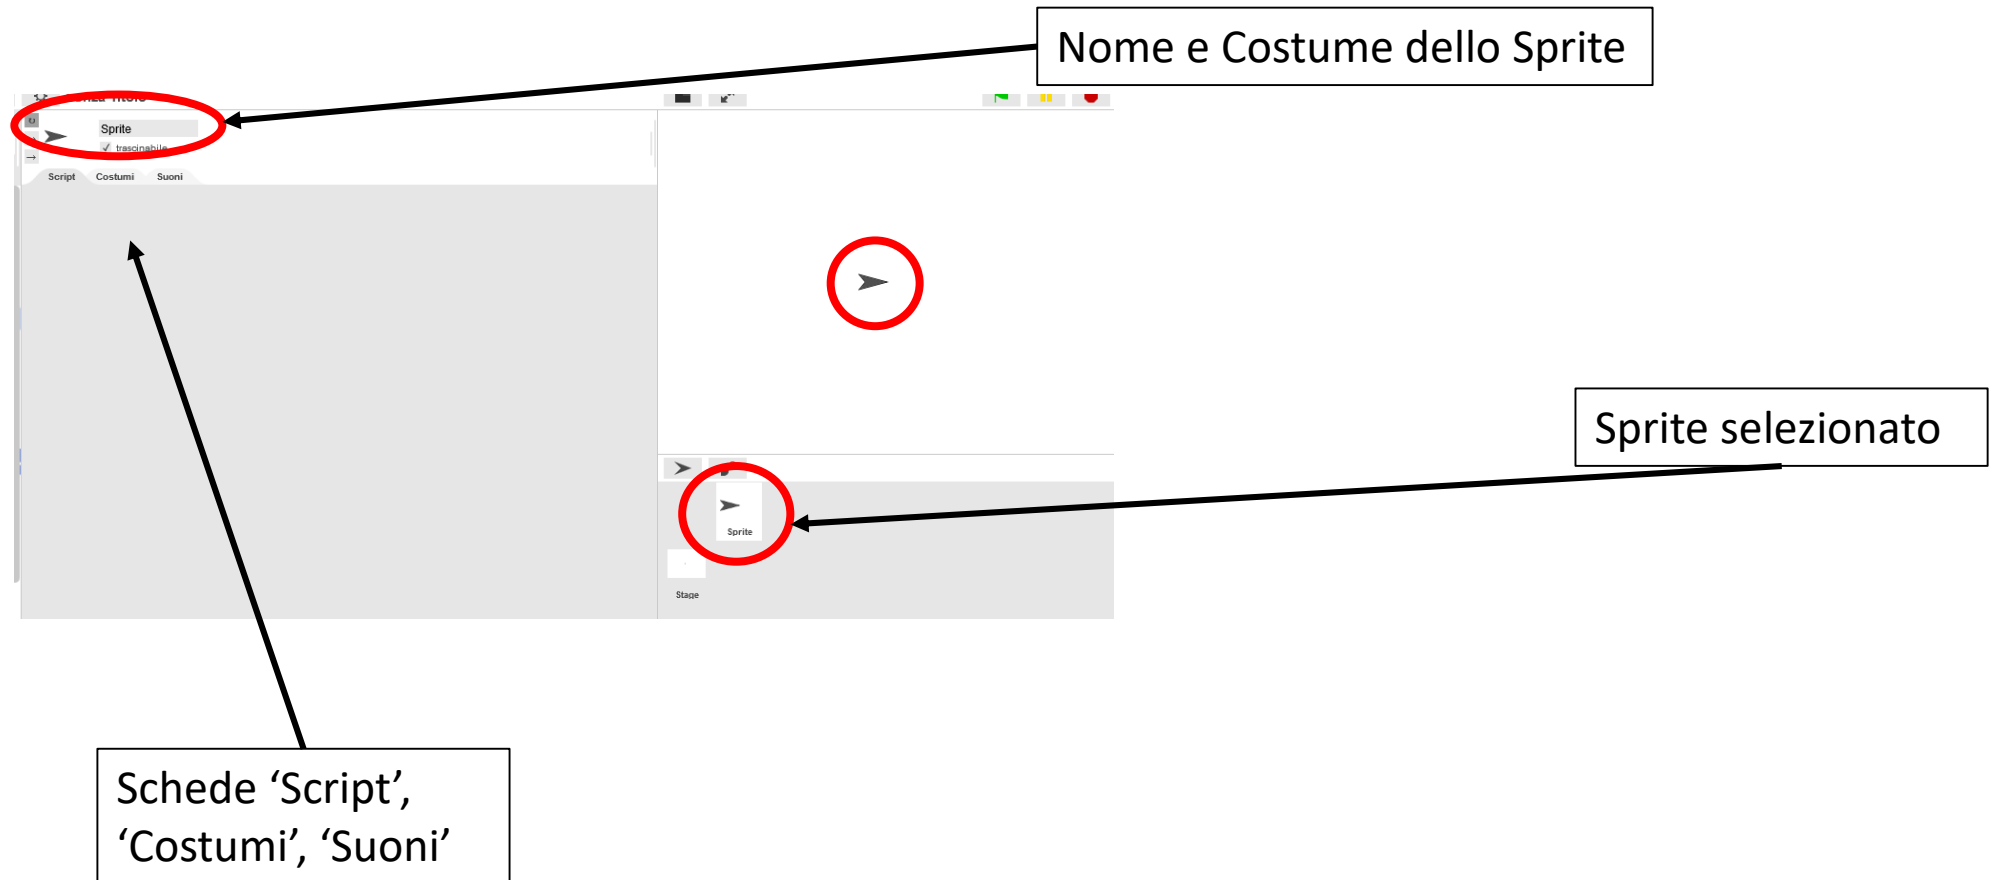 Nome e Costume dello Sprite
Sprite
trascinabile
Script Costumi Suoni
Sprite selezionato
Sprite
Stage
Schede ‘Script’,
‘Costumi’, ‘Suoni’